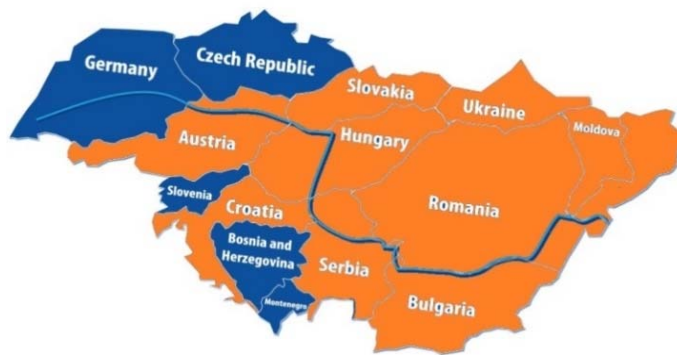 Germany
Czech Republic
Slovakia
Ukraine
Moldova
Austria
Hungary
Slovenia
Croatia
Romania
Bosnia and
Herzegovina
Serbia
Montenegro
Bulgaria